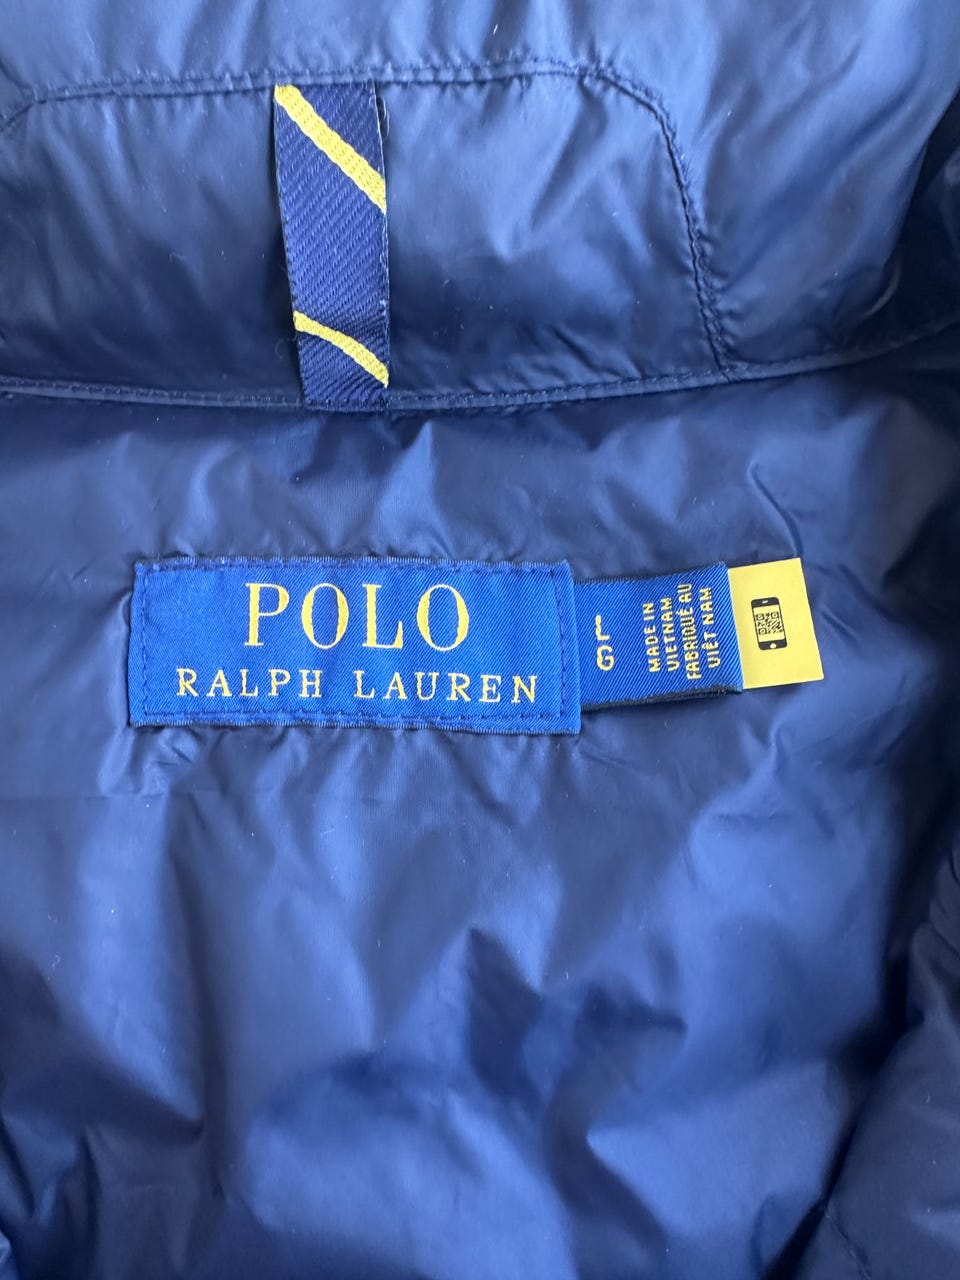 POLO
RALPH LAUREN
L
G
MADE IN
VIETNAM
FABRIQUÉ AU
VIÊT NAM